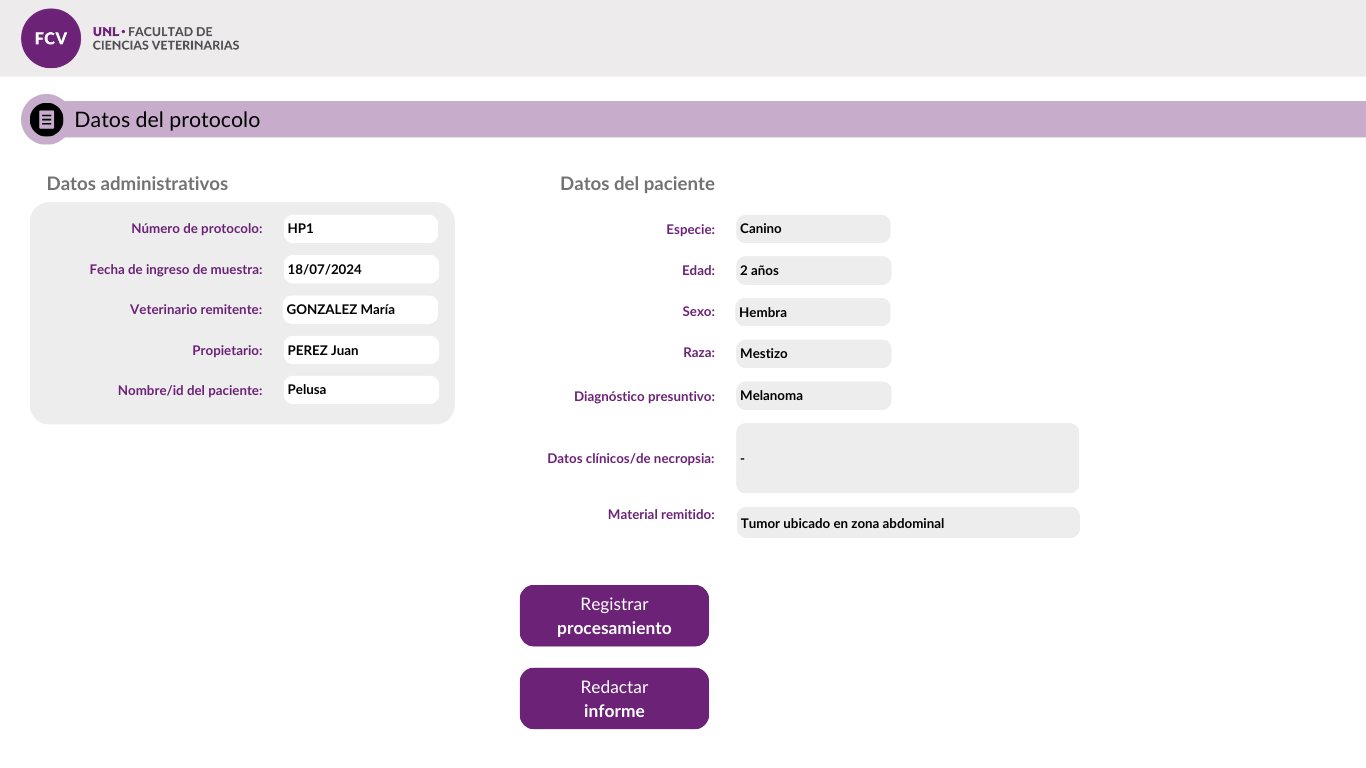 FCV
UNL • FACULTAD DE
CIENCIAS VETERINARIAS
Datos del protocolo
Datos administrativos
Número de protocolo: HP1
Fecha de ingreso de muestra: 18/07/2024
Veterinario remitente: GONZALEZ María
Propietario: PEREZ Juan
Nombre/id del paciente: Pelusa
Datos del paciente
Especie: Canino
Edad: 2 años
Sexo: Hembra
Raza: Mestizo
Diagnóstico presuntivo: Melanoma
Datos clínicos/de necropsia: -
Material remitido: Tumor ubicado en zona abdominal
Registrar
procesamiento
Redactar
informe